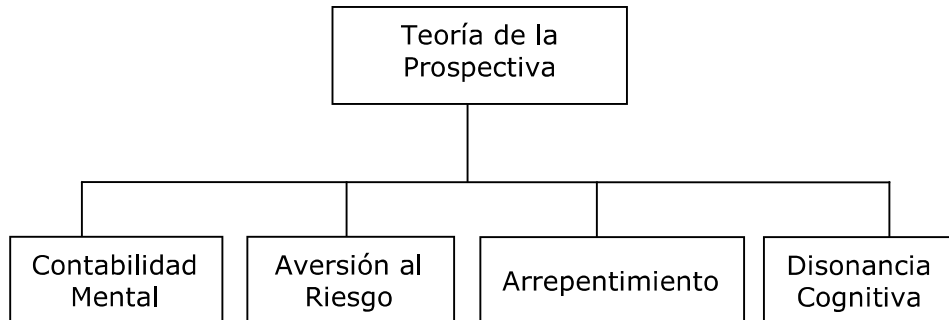 Teoría de la
Prospectiva
Contabilidad
Mental
Aversión al
Riesgo
Arrepentimiento
Disonancia
Cognitiva